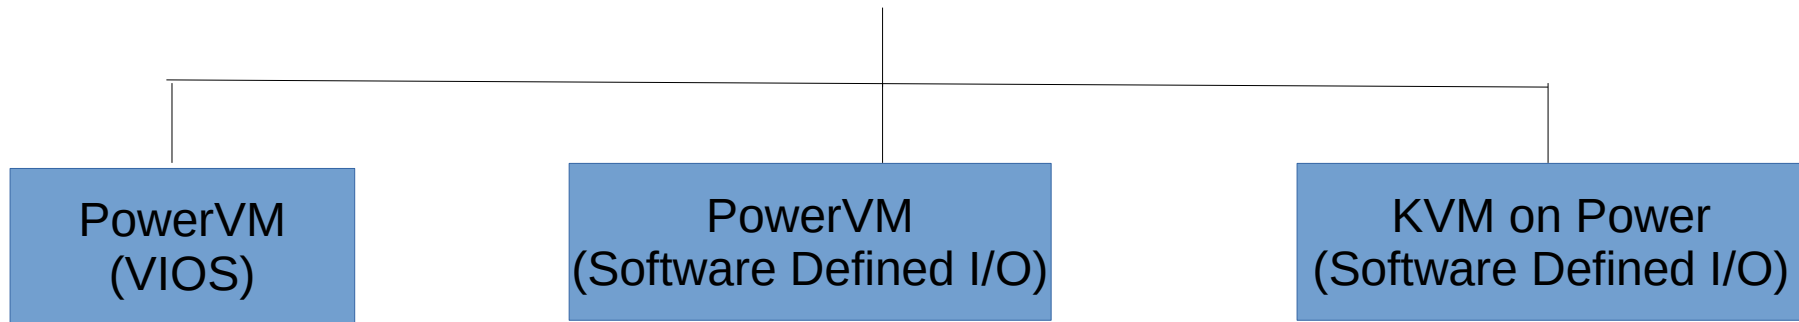 PowerVM
(VIOS)
PowerVM
(Software Defined I/O)
KVM on Power
(Software Defined I/O)